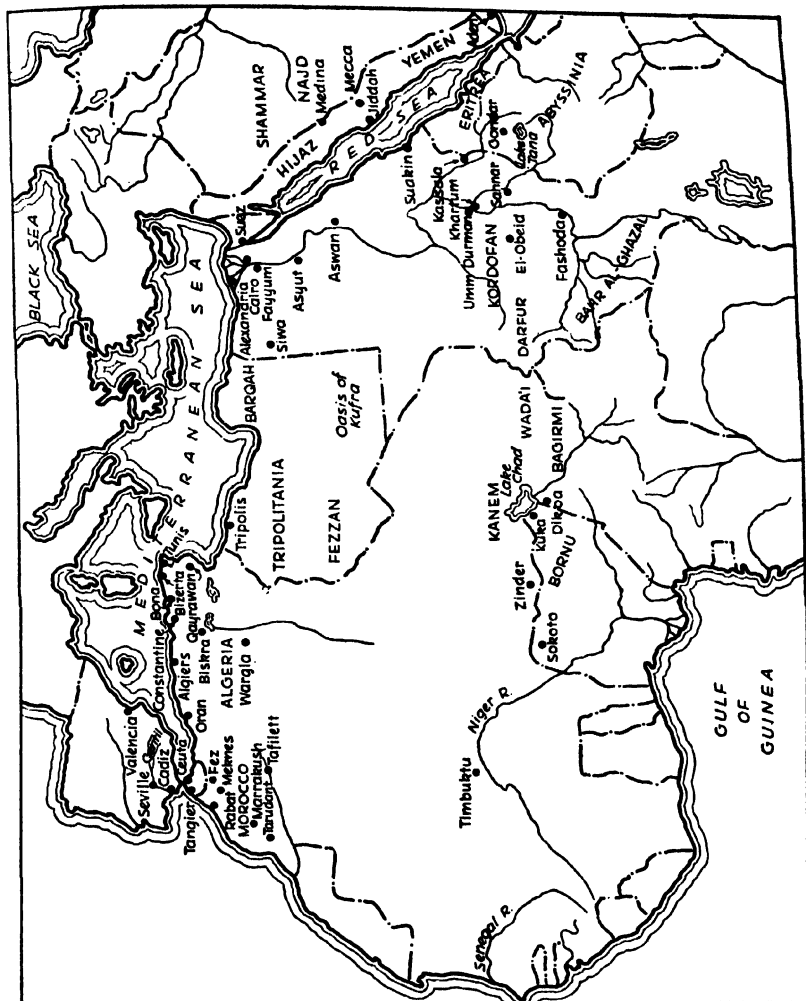 BLACK SEA
MEDITERRANEAN SEA
Valencia
Seville
Cadiz
Ceuta
Tangier
Fez
Rabat
Meknes
MOROCCO
Marrakush
Tarudant
Tafilett
Oran
Algiers
Constantine
Bona
Bizerta
Tunis
Qayrawan
Biskra
ALGERIA
Wargla
Tripolis
TRIPOLITANIA
FEZZAN
BARQAH
Oasis of
Kufra
Alexandria
Cairo
Fayyum
Siwa
Suez
Asyut
Aswan
SHAMMAR
NAJD
Medina
HIJAZ
Mecca
Jiddah
RED SEA
YEMEN
Aden
Suakin
ERITREA
Kassala
Khartum
Umm Durman
Gondar
Lake
Tana
ABYSSINIA
Sannar
KORDOFAN
El-Obeid
DARFUR
Fashoda
BAHR AL-GHAZAL
WADA'I
BAGIRMI
KANEM
Lake
Chad
Kuka
Dikoa
BORNU
Zinder
Sokoto
Niger R.
Timbuktu
Senegal R.
GULF
OF
GUINEA